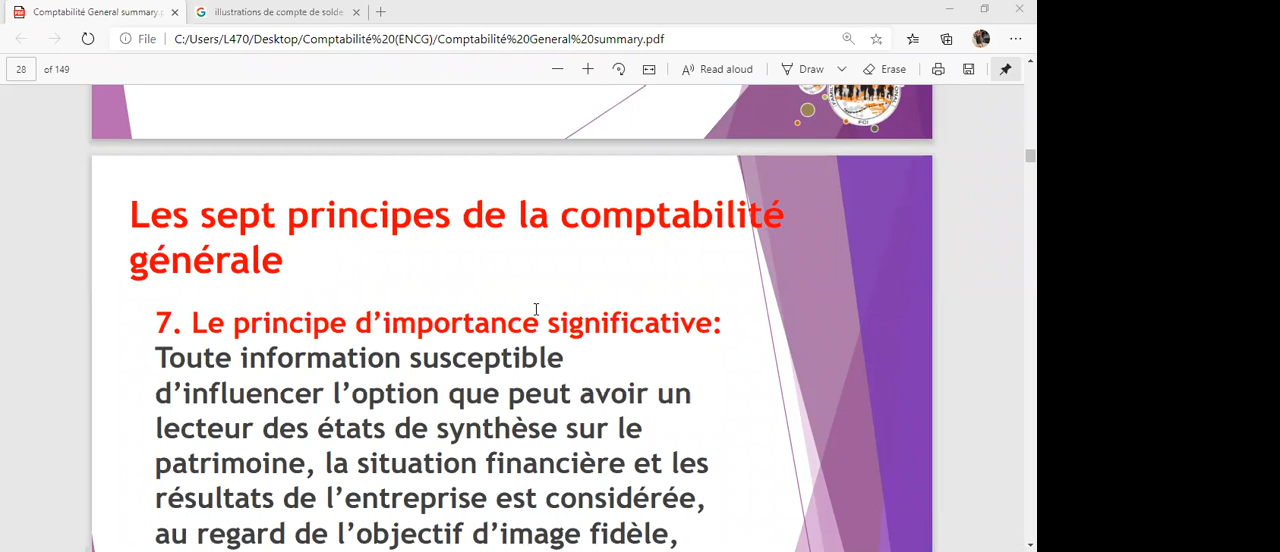 Comptabilité General summary.p
illustrations de compte de solde
File
C:/Users/L470/Desktop/Comptabilité%20(ENCG)/Comptabilité%20General%20summary.pdf
28 of 149
Read aloud
Draw
Erase
Les sept principes de la comptabilité
générale
7. Le principe d’importance significative:
Toute information susceptible
d’influencer l’option que peut avoir un
lecteur des états de synthèse sur le
patrimoine, la situation financière et les
résultats de l’entreprise est considérée,
au regard de l’objectif d’image fidèle,